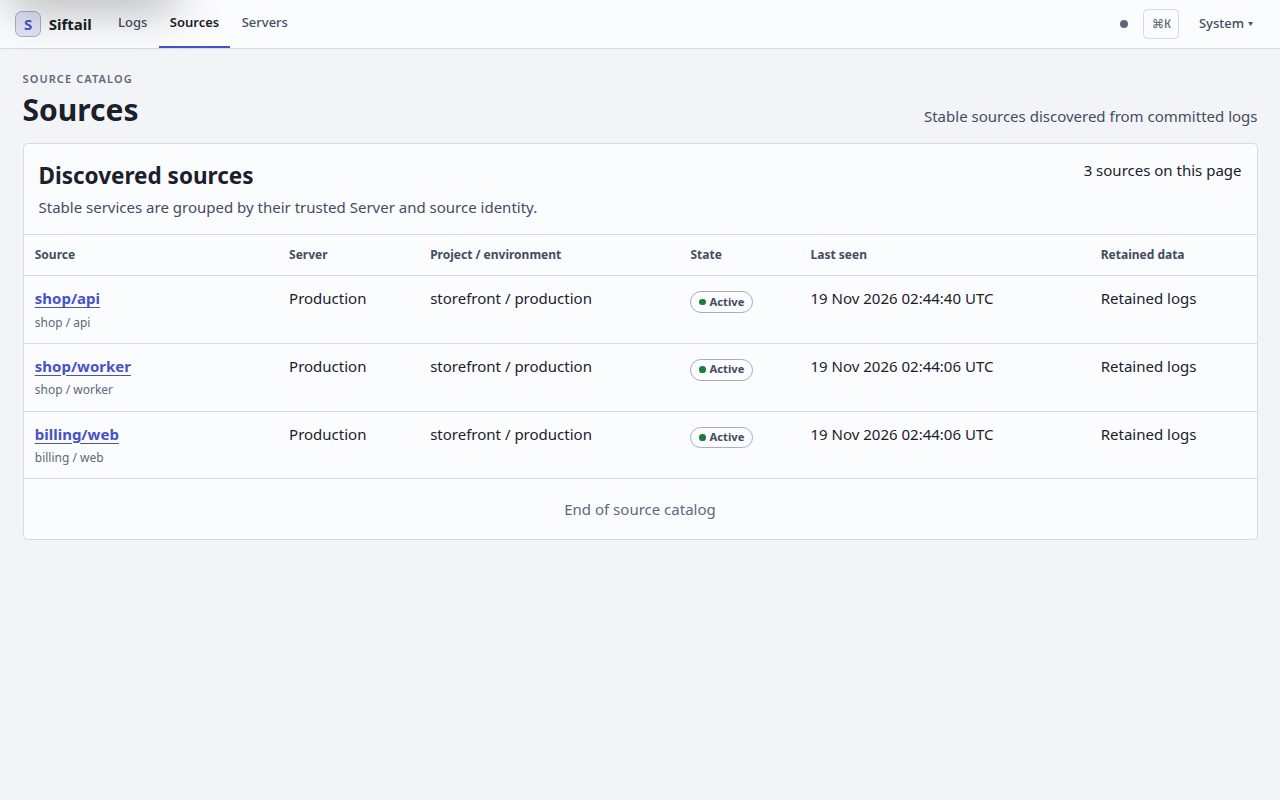 S Siftail Logs Sources Servers ⌘K System ▾
SOURCE CATALOG
Sources
Stable sources discovered from committed logs
Discovered sources
3 sources on this page
Stable services are grouped by their trusted Server and source identity.
Source Server Project / environment State Last seen Retained data
shop/api Production storefront / production Active 19 Nov 2026 02:44:40 UTC Retained logs
shop / api
shop/worker Production storefront / production Active 19 Nov 2026 02:44:06 UTC Retained logs
shop / worker
billing/web Production storefront / production Active 19 Nov 2026 02:44:06 UTC Retained logs
billing / web
End of source catalog